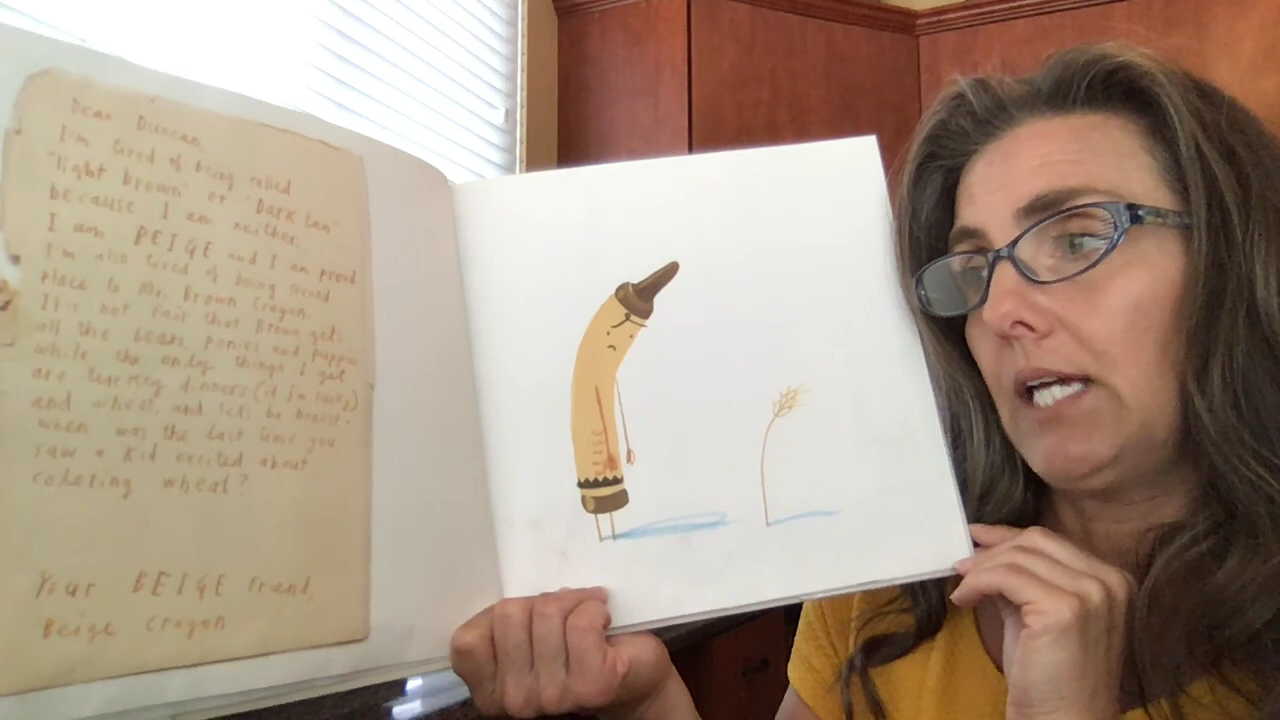 Dear Duncan,
I'm tired of being called
"light brown" or "Dark tan"
because I am neither.
I am BEIGE and I am proud
I'm also tired of being second
place to Mr. Brown Crayon.
It's not fair that Brown gets
all the bears, ponies and puppies
while the only things I get
are turkey dinners (if I'm lucky)
and wheat, and let's be honest-
when was the last time you
saw a kid excited about
coloring wheat?
Your BEIGE friend,
Beige Crayon
BEIGE